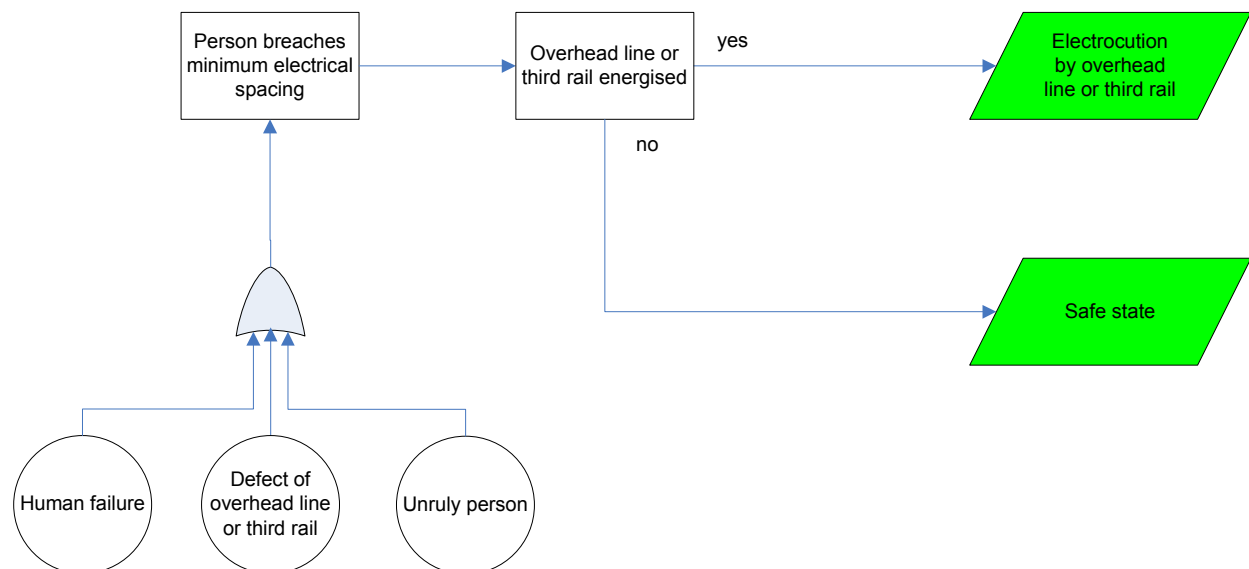 Person breaches
minimum electrical
spacing
Overhead line or
third rail energised
yes
no
Electrocution
by overhead
line or third rail
Safe state
Human failure
Defect of
overhead line
or third rail
Unruly person